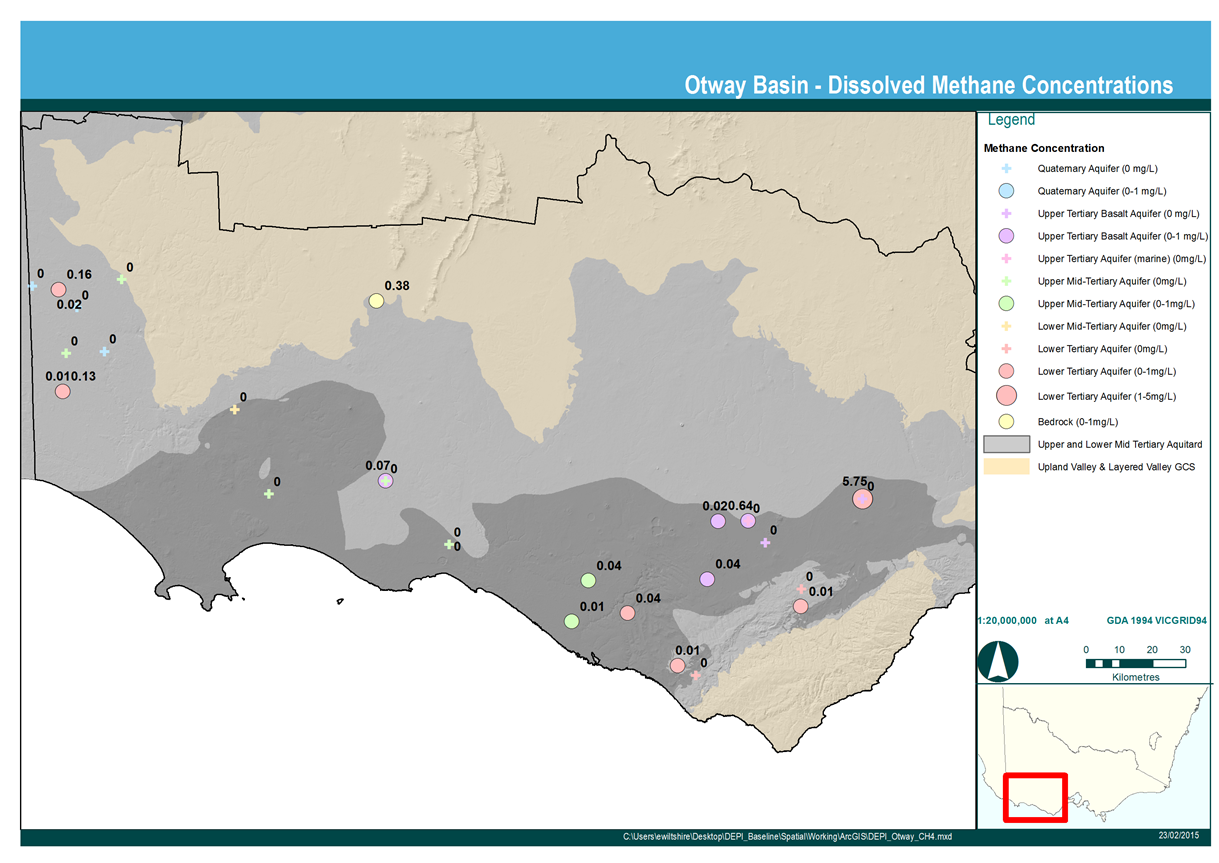 Otway Basin - Dissolved Methane Concentrations
Legend
Methane Concentration
Quaternary Aquifer (0 mg/L)
Quaternary Aquifer (0-1 mg/L)
Upper Tertiary Basalt Aquifer (0 mg/L)
Upper Tertiary Basalt Aquifer (0-1 mg/L)
Upper Tertiary Aquifer (marine) (0mg/L)
Upper Mid-Tertiary Aquifer (0mg/L)
Upper Mid-Tertiary Aquifer (0-1mg/L)
Lower Mid-Tertiary Aquifer (0mg/L)
Lower Tertiary Aquifer (0mg/L)
Lower Tertiary Aquifer (0-1mg/L)
Lower Tertiary Aquifer (1-5mg/L)
Bedrock (0-1mg/L)
Upper and Lower Mid Tertiary Aquitard
Upland Valley & Layered Valley GCS
0
0.16
0
0
0.02
0.38
0
0
0.01 0.13
0
0.07 0
0
5.75 0
0.02 0.64 0
0
0
0
0.04
0.04
0
0.01
0.01
0.04
0.01
0
1:20,000,000 at A4
GDA 1994 VICGRID94
0 10 20 30
Kilometres
C:\Users\ewiltshire\Desktop\DEPI_Baseline\Spatial\Working\ArcGIS\DEPI_Otway_CH4.mxd
23/02/2015